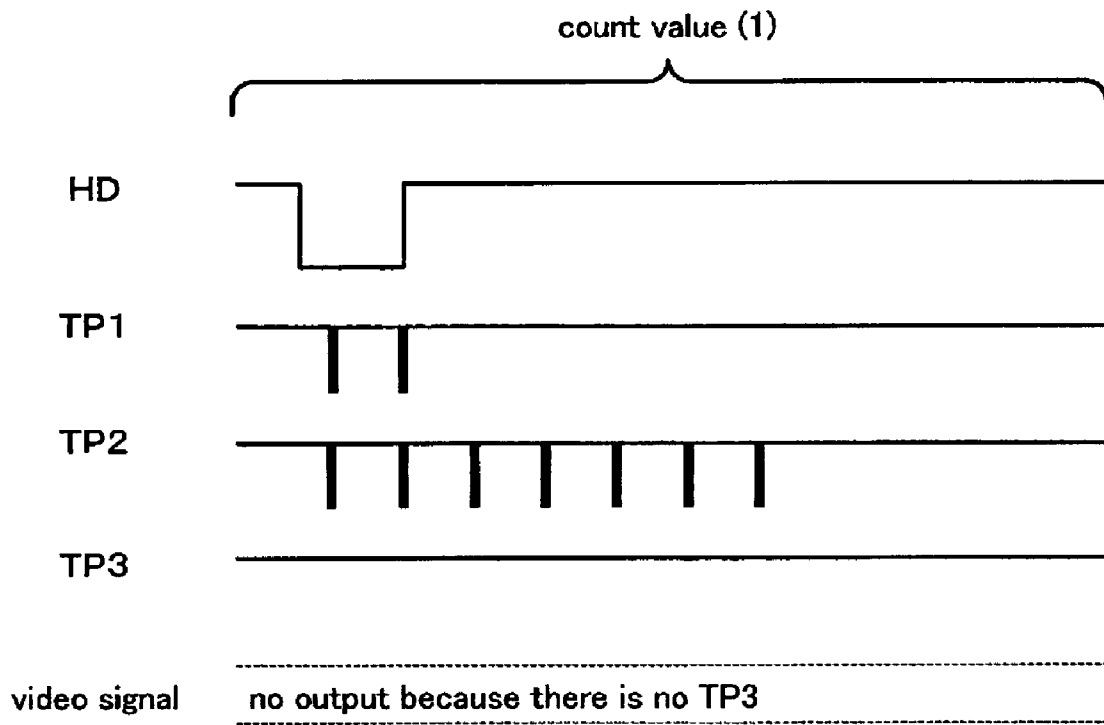 count value (1)
HD
TP1
TP2
TP3
video signal no output because there is no TP3